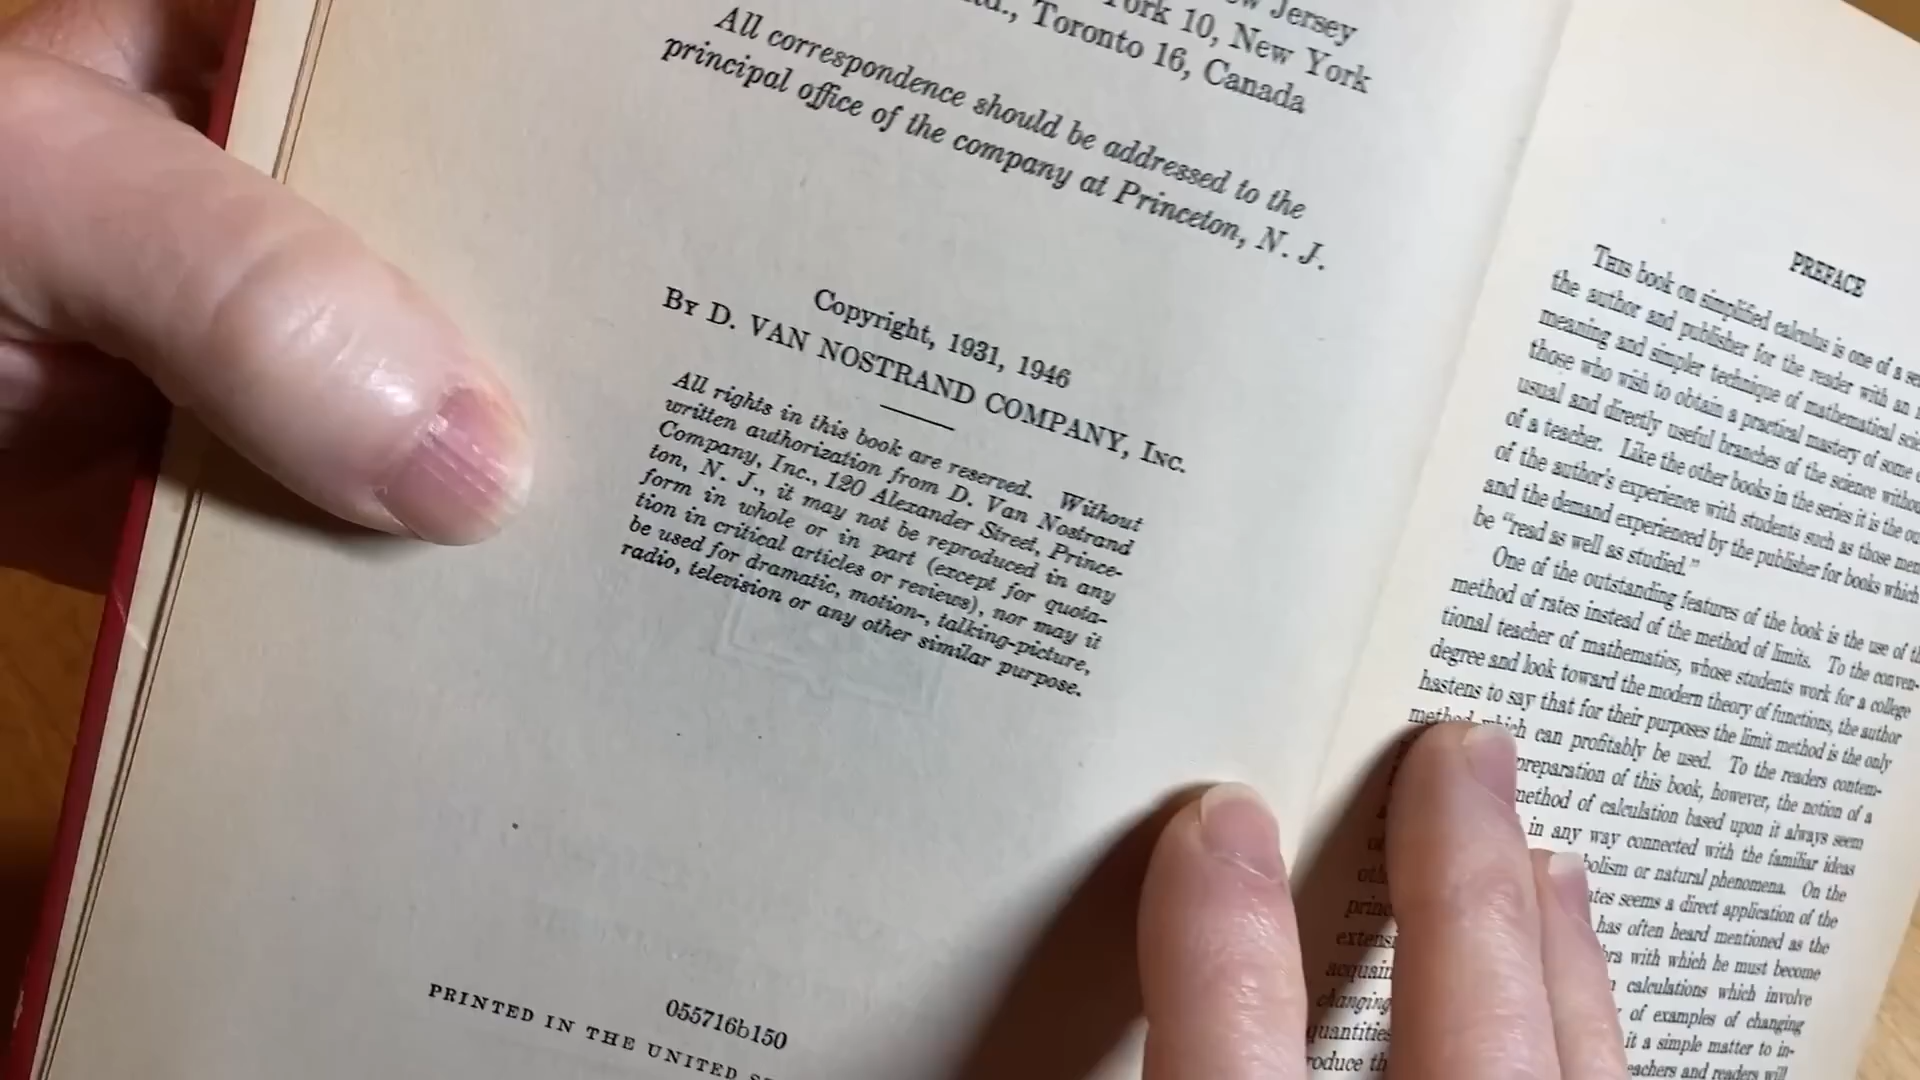 Jersey
York 10, New York
Toronto 16, Canada
All correspondence should be addressed to the
principal office of the company at Princeton, N. J.
Copyright, 1931, 1946
By D. VAN NOSTRAND COMPANY, Inc.
All rights in this book are reserved. Without
written authorization from D. Van Nostrand
Company, Inc., 120 Alexander Street, Prince-
ton, N. J., it may not be reproduced in any
form in whole or in part (except for quota-
tion in critical articles or reviews), nor may it
be used for dramatic, motion-, talking-picture,
radio, television or any other similar purpose.
055716b150
PRINTED IN THE UNITED
PREFACE
This book on simplified calculus is one of a
the author and publisher for the reader with an
meaning and simpler technique of mathematical
those who wish to obtain a practical mastery of some
usual and directly useful branches of the science
of a teacher. Like the other books in the series it is the
of the author's experience with students such as those
and the demand experienced by the publisher for books which
be "read as well as studied."
One of the outstanding features of the book is the use of
method of rates instead of the method of limits. To the conven-
tional teacher of mathematics, whose students work for a college
degree and look toward the modern theory of functions, the author
hastens to say that for their purposes the limit method is the only
method which can profitably be used. To the readers contem-
preparation of this book, however, the notion of a
method of calculation based upon it always seem
in any way connected with the familiar ideas
or natural phenomena. On the
seems a direct application of the
has often heard mentioned as the
with which he must become
calculations which involve
changing
of examples of changing
quantities
it a simple matter to in-
and readers will